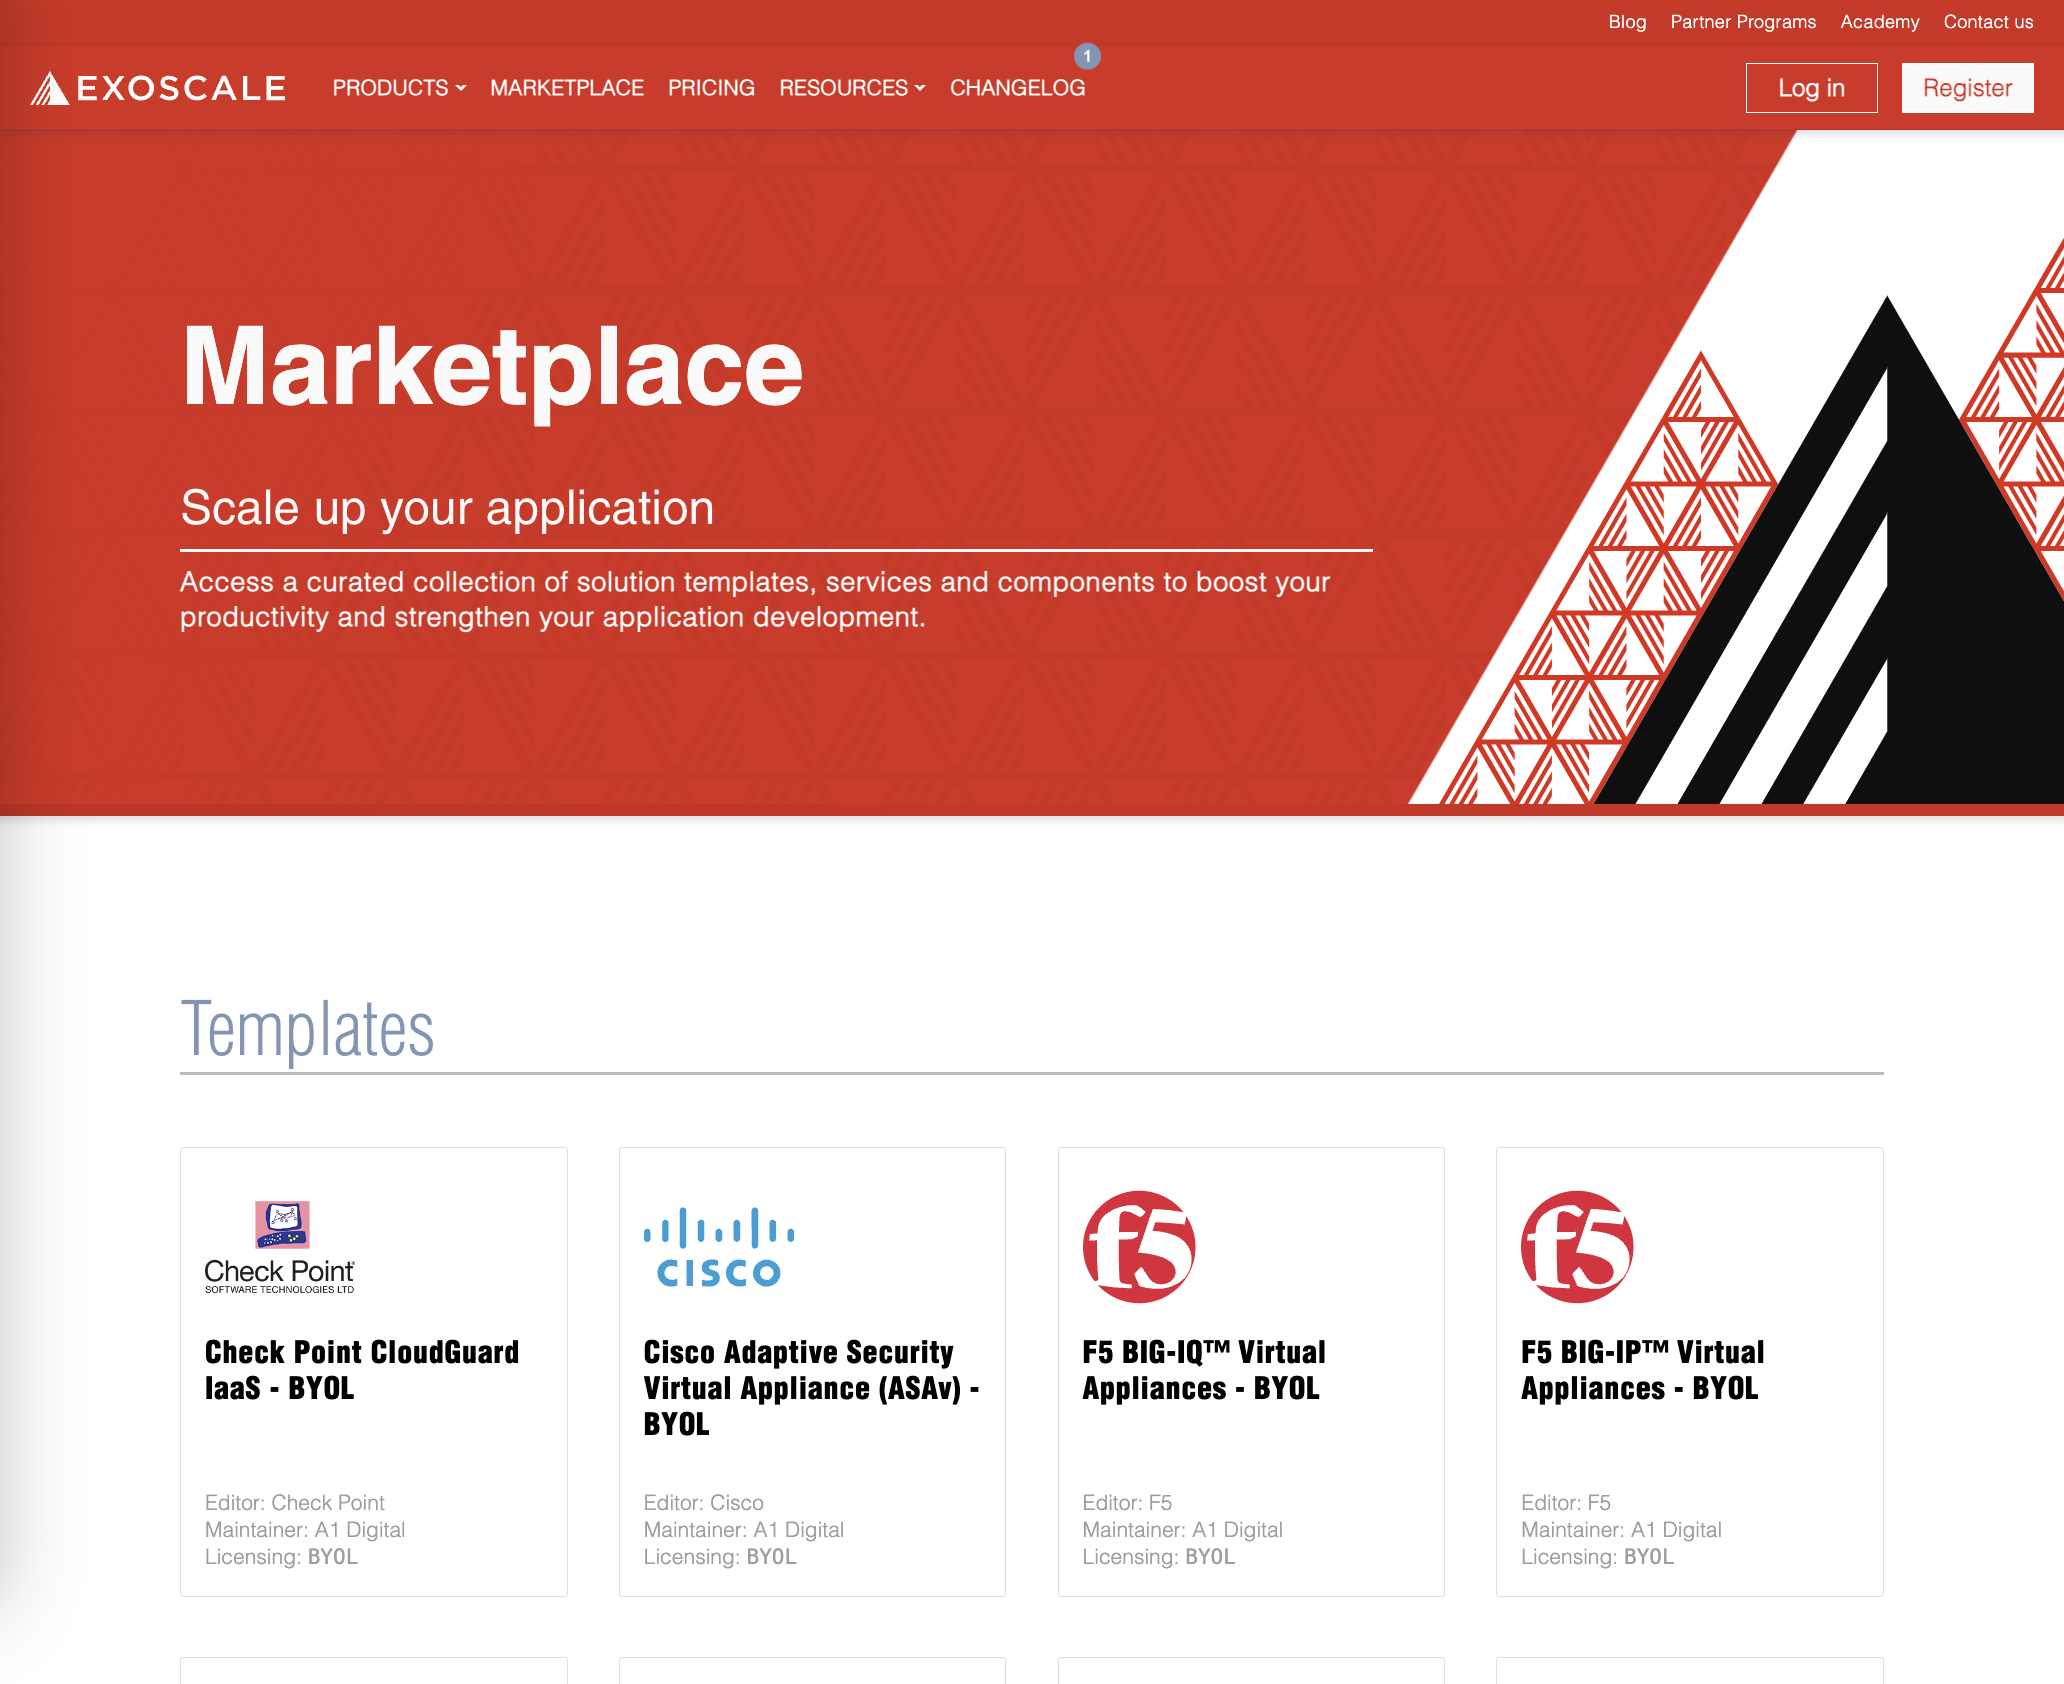 Blog Partner Programs Academy Contact us
EXOSCALE PRODUCTS MARKETPLACE PRICING RESOURCES CHANGELOG 1 Log in Register
Marketplace
Scale up your application
Access a curated collection of solution templates, services and components to boost your
productivity and strengthen your application development.
Templates
Check Point
SOFTWARE TECHNOLOGIES LTD
Check Point CloudGuard
IaaS - BYOL
Editor: Check Point
Maintainer: A1 Digital
Licensing: BYOL
CISCO
Cisco Adaptive Security
Virtual Appliance (ASAv) -
BYOL
Editor: Cisco
Maintainer: A1 Digital
Licensing: BYOL
f5
F5 BIG-IQ™ Virtual
Appliances - BYOL
Editor: F5
Maintainer: A1 Digital
Licensing: BYOL
f5
F5 BIG-IP™ Virtual
Appliances - BYOL
Editor: F5
Maintainer: A1 Digital
Licensing: BYOL